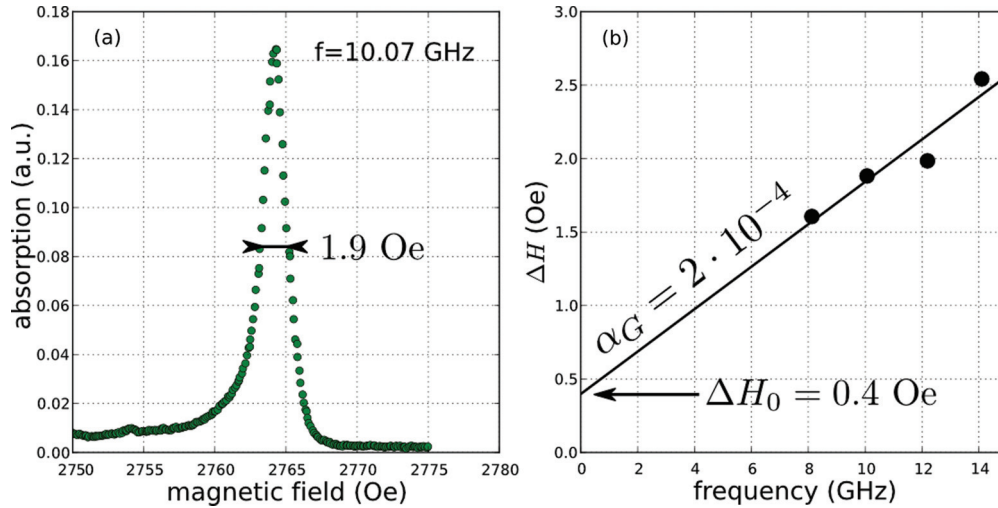 (a)
f=10.07 GHz
absorption (a.u.)
0.18
0.16
0.14
0.12
0.10
0.08
0.06
0.04
0.02
0.00
1.9 Oe
2750 2755 2760 2765 2770 2775 2780
magnetic field (Oe)
(b)
ΔH (Oe)
3.0
2.5
2.0
1.5
1.0
0.5
0.0
α_G = 2 · 10⁻⁴
ΔH₀ = 0.4 Oe
0 2 4 6 8 10 12 14
frequency (GHz)